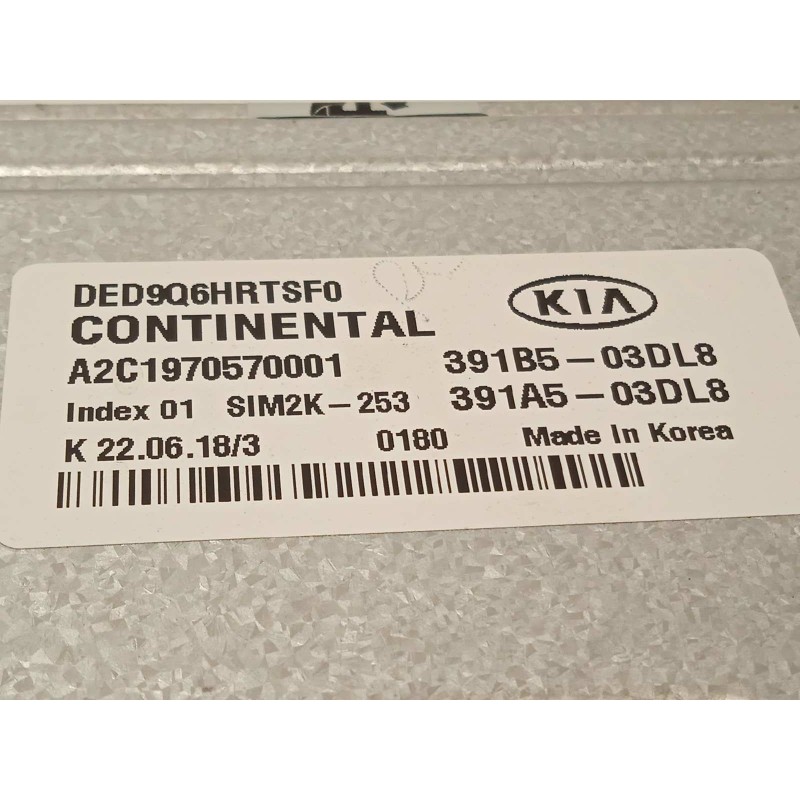 DED9Q6HRTSF0
CONTINENTAL
KIA
A2C1970570001 391B5-03DL8
Index 01 SIM2K-253 391A5-03DL8
K 22.06.18/3 0180 Made In Korea